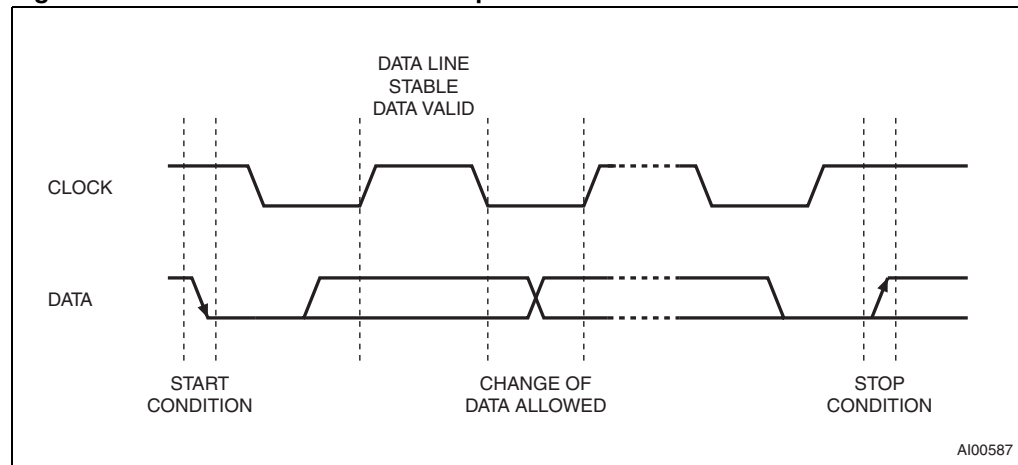 DATA LINE
STABLE
DATA VALID
CLOCK
DATA
START
CONDITION
CHANGE OF
DATA ALLOWED
STOP
CONDITION
AI00587